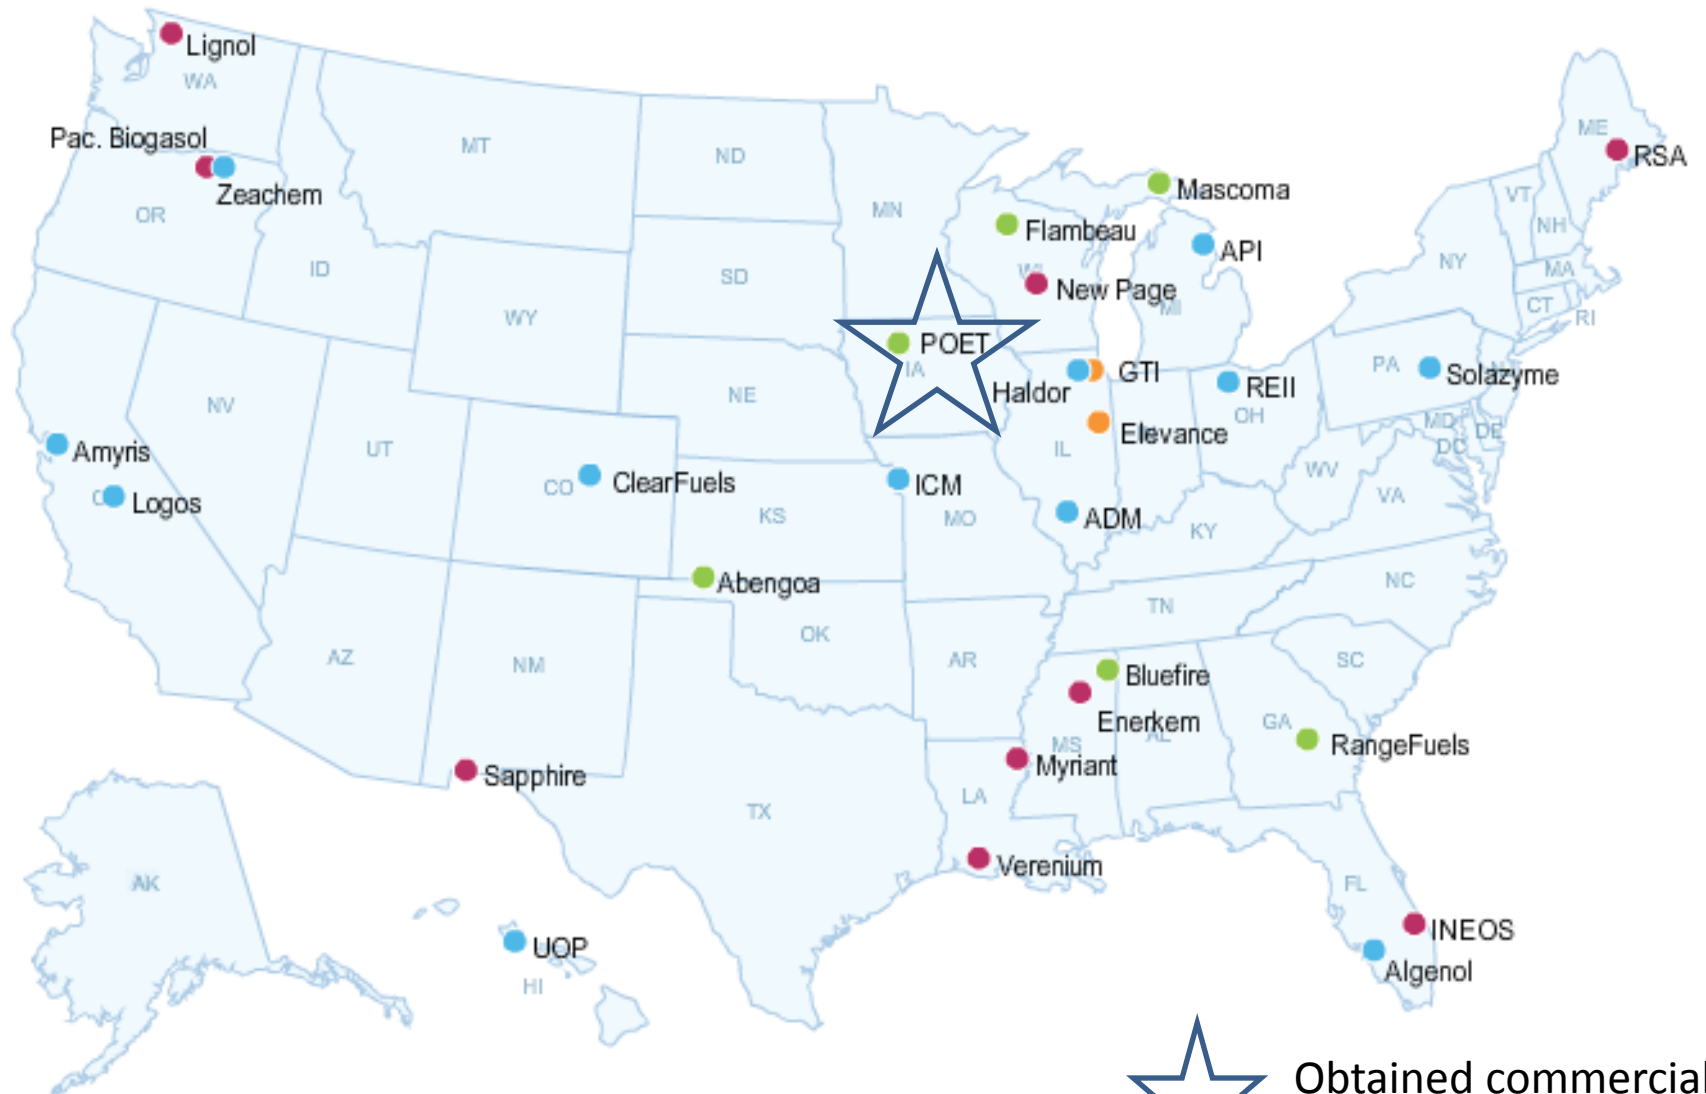 Lignol
WA
Pac. Biogasol
Zeachem
OR
MT
ND
MN
ID
SD
WY
Mascoma
Flambeau
API
WI
New Page
MI
ME
RSA
VT
NH
NY
MA
CT
RI
POET
IA
Haldor
GTI
REII
OH
PA
Solazyme
NV
NE
Elevance
IL
MD
DE
DC
Amyris
UT
CO
ClearFuels
ICM
WV
VA
Logos
KS
MO
ADM
KY
Abengoa
NC
TN
OK
AZ
NM
AR
SC
Bluefire
Enerkem
MS
AL
GA
RangeFuels
Sapphire
Myriant
LA
TX
Verenium
AK
FL
INEOS
UOP
Algenol
HI
Obtained commercial